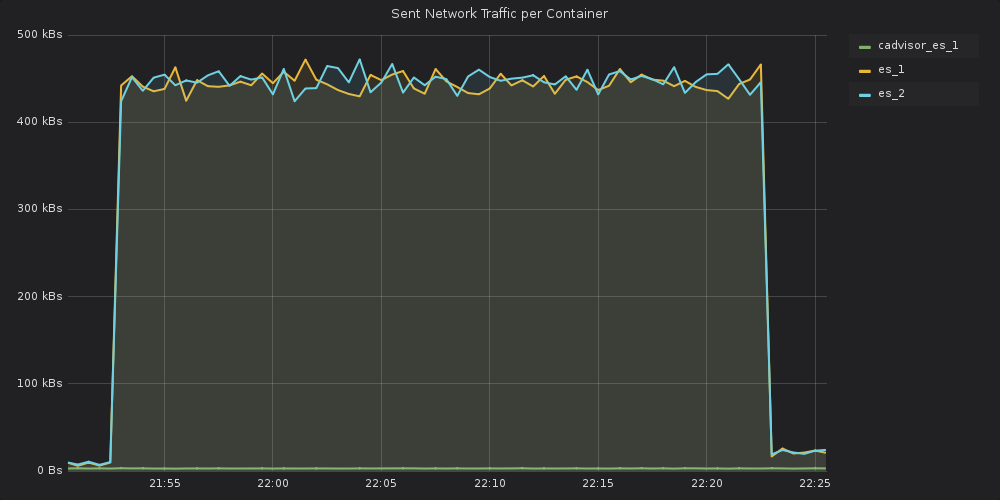 Sent Network Traffic per Container
500 kBs
400 kBs
300 kBs
200 kBs
100 kBs
0 Bs
21:55 22:00 22:05 22:10 22:15 22:20 22:25
cadvisor_es_1
es_1
es_2